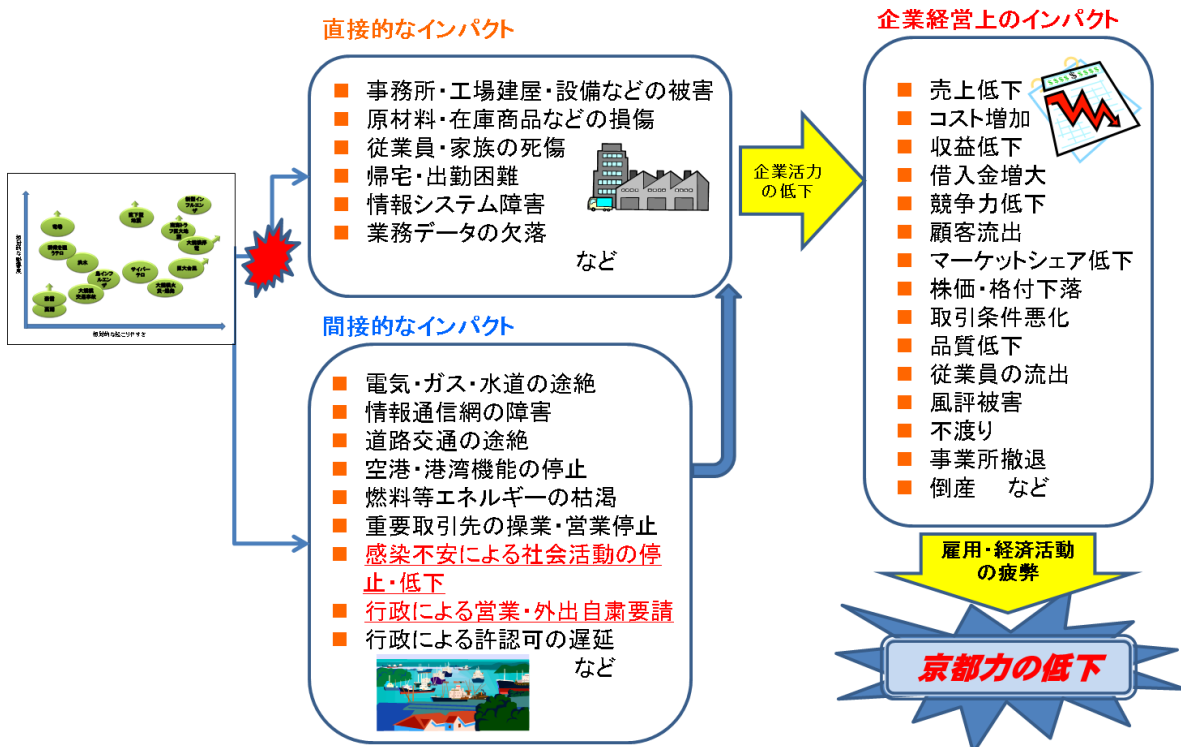 直接的なインパクト
■ 事務所・工場建屋・設備などの被害
■ 原材料・在庫商品などの損傷
■ 従業員・家族の死傷
■ 帰宅・出勤困難
■ 情報システム障害
■ 業務データの欠落
など
間接的なインパクト
■ 電気・ガス・水道の途絶
■ 情報通信網の障害
■ 道路交通の途絶
■ 空港・港湾機能の停止
■ 燃料等エネルギーの枯渇
■ 重要取引先の操業・営業停止
■ 感染不安による社会活動の停
止・低下
■ 行政による営業・外出自粛要請
■ 行政による許認可の遅延
など
企業活力
の低下
企業経営上のインパクト
■ 売上低下
■ コスト増加
■ 収益低下
■ 借入金増大
■ 競争力低下
■ 顧客流出
■ マーケットシェア低下
■ 株価・格付下落
■ 取引条件悪化
■ 品質低下
■ 従業員の流出
■ 風評被害
■ 不渡り
■ 事業所撤退
■ 倒産　など
雇用・経済活動
の疲弊
京都力の低下